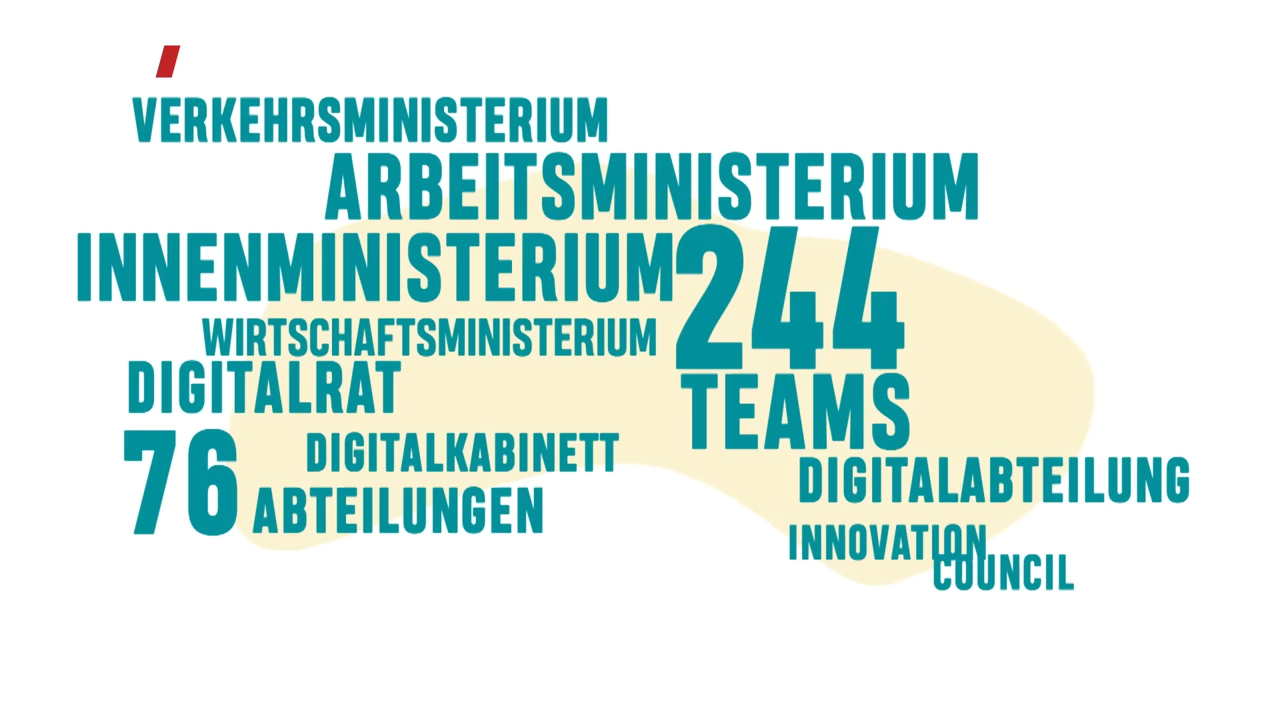 VERKEHRSMINISTERIUM
ARBEITSMINISTERIUM
INNENMINISTERIUM
244
WIRTSCHAFTSMINISTERIUM
DIGITALRAT
TEAMS
76
DIGITALKABINETT
DIGITALABTEILUNG
ABTEILUNGEN
INNOVATION
COUNCIL